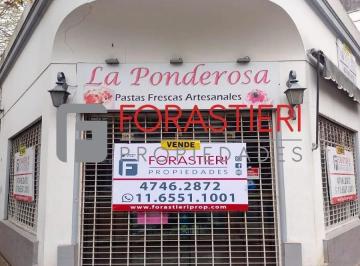 La Ponderosa
Pastas Frescas Artesanales
FORASTIERI
PROPIEDADES
VENDE
FORASTIERI
PROPIEDADES
4746.2872
11.6551.1001
www.forastieriprop.com